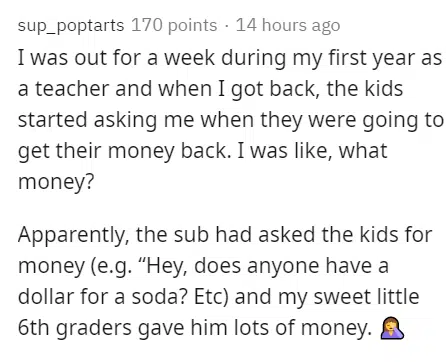 sup_poptarts 170 points · 14 hours ago
I was out for a week during my first year as
a teacher and when I got back, the kids
started asking me when they were going to
get their money back. I was like, what
money?
Apparently, the sub had asked the kids for
money (e.g. “Hey, does anyone have a
dollar for a soda? Etc) and my sweet little
6th graders gave him lots of money. 🤦‍♀️